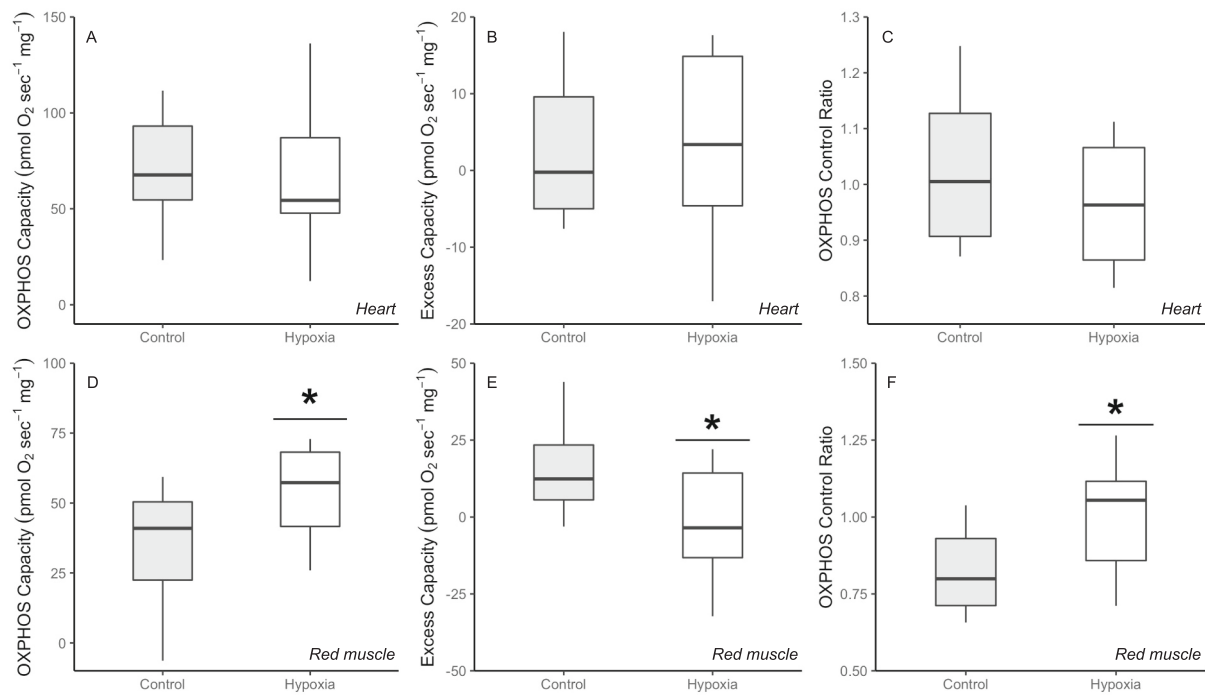 A
OXPHOS Capacity (pmol O₂ sec⁻¹ mg⁻¹)
150
100
50
0
Control
Hypoxia
Heart
B
Excess Capacity (pmol O₂ sec⁻¹ mg⁻¹)
20
10
0
-10
-20
Control
Hypoxia
Heart
C
OXPHOS Control Ratio
1.3
1.2
1.1
1.0
0.9
0.8
Control
Hypoxia
Heart
D
OXPHOS Capacity (pmol O₂ sec⁻¹ mg⁻¹)
100
75
50
25
0
*
Control
Hypoxia
Red muscle
E
Excess Capacity (pmol O₂ sec⁻¹ mg⁻¹)
50
25
0
-25
-50
*
Control
Hypoxia
Red muscle
F
OXPHOS Control Ratio
1.50
1.25
1.00
0.75
0.50
*
Control
Hypoxia
Red muscle